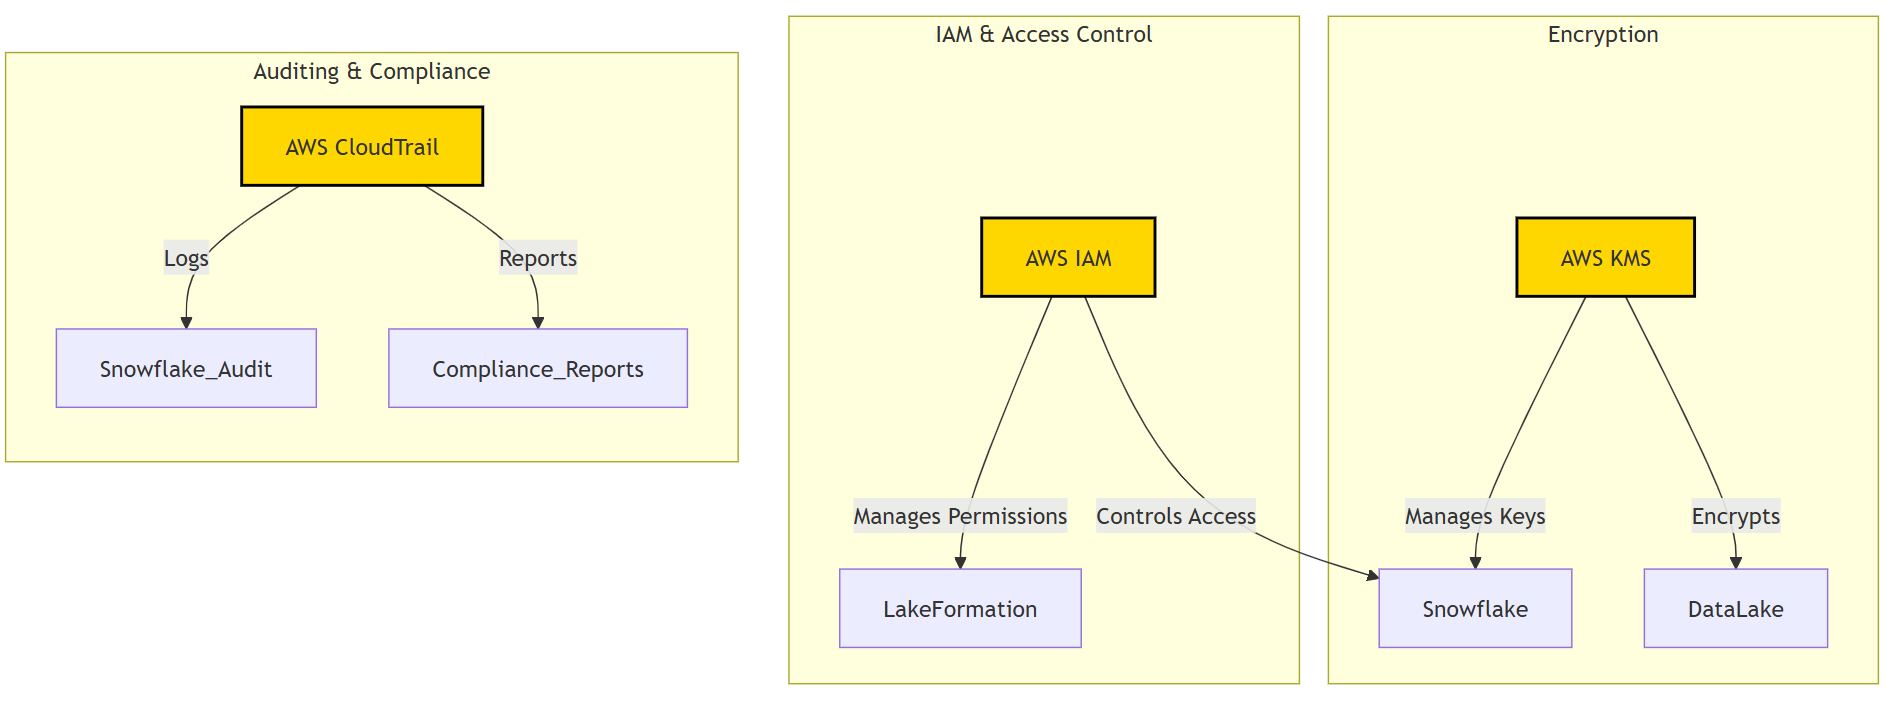 Auditing & Compliance
AWS CloudTrail
Logs
Reports
Snowflake_Audit
Compliance_Reports
IAM & Access Control
AWS IAM
Manages Permissions
Controls Access
LakeFormation
Encryption
AWS KMS
Manages Keys
Encrypts
Snowflake
DataLake